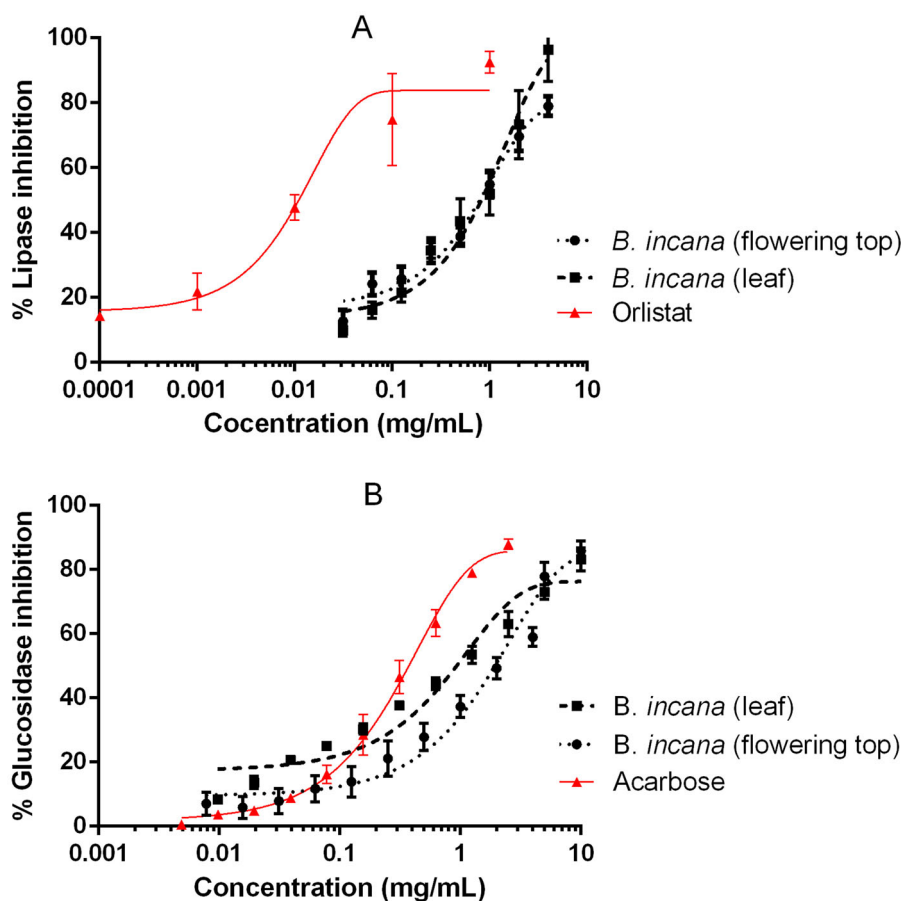 A
100
80
60
40
20
0
% Lipase inhibition
0.0001 0.001 0.01 0.1 1 10
Cocentration (mg/mL)
B. incana (flowering top)
B. incana (leaf)
Orlistat
B
100
80
60
40
20
0
% Glucosidase inhibition
0.001 0.01 0.1 1 10
Concentration (mg/mL)
B. incana (leaf)
B. incana (flowering top)
Acarbose